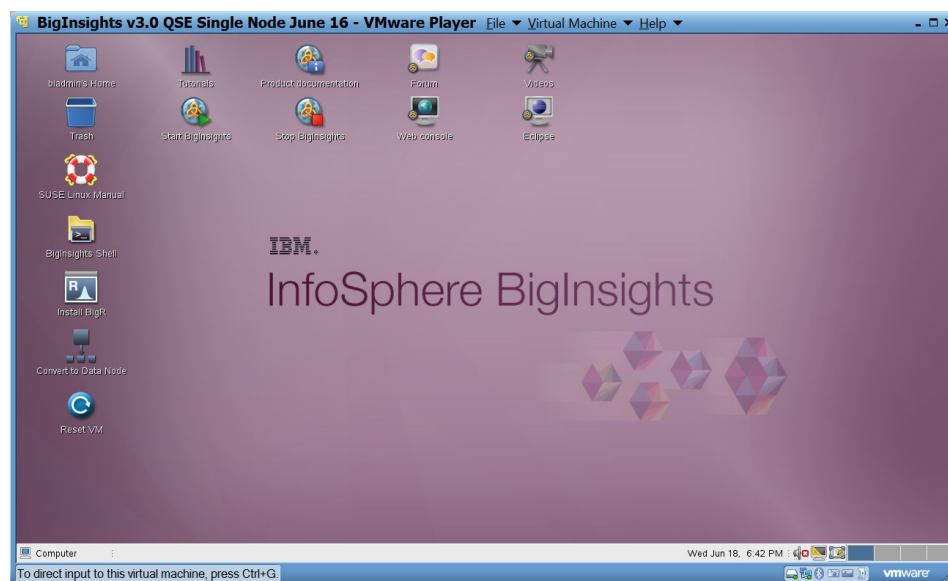 BigInsights v3.0 QSE Single Node June 16 - VMware Player File Virtual Machine Help
biadmin's Home Tutorials Product documentation Forum Videos
Trash Start BigInsights Stop BigInsights Web console Eclipse
SUSE Linux Manual
BigInsights Shell
IBM.
InfoSphere BigInsights
R
Install BigR
Convert to Data Node
Reset VM
Computer Wed Jun 18, 6:42 PM
To direct input to this virtual machine, press Ctrl+G. vmware